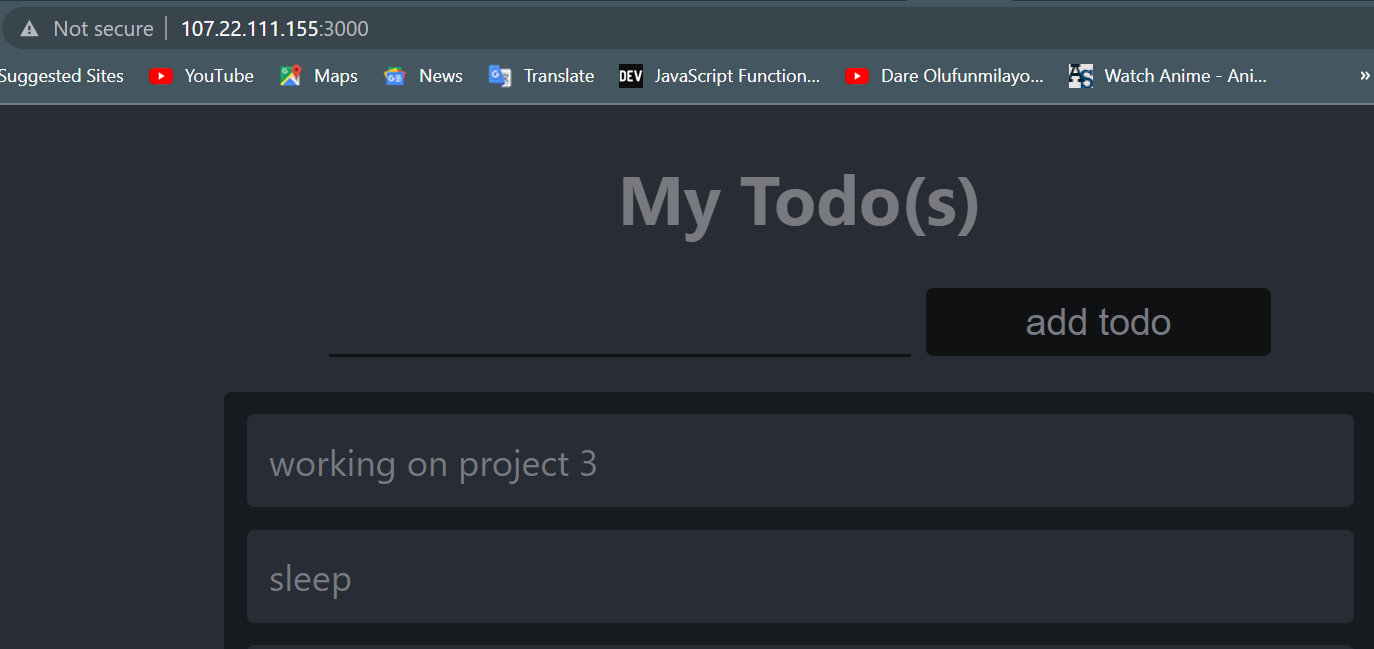 Not secure | 107.22.111.155:3000
Suggested Sites YouTube Maps News Translate DEV JavaScript Function... Dare Olufunmilayo... AS Watch Anime - Ani... »
My Todo(s)
add todo
working on project 3
sleep